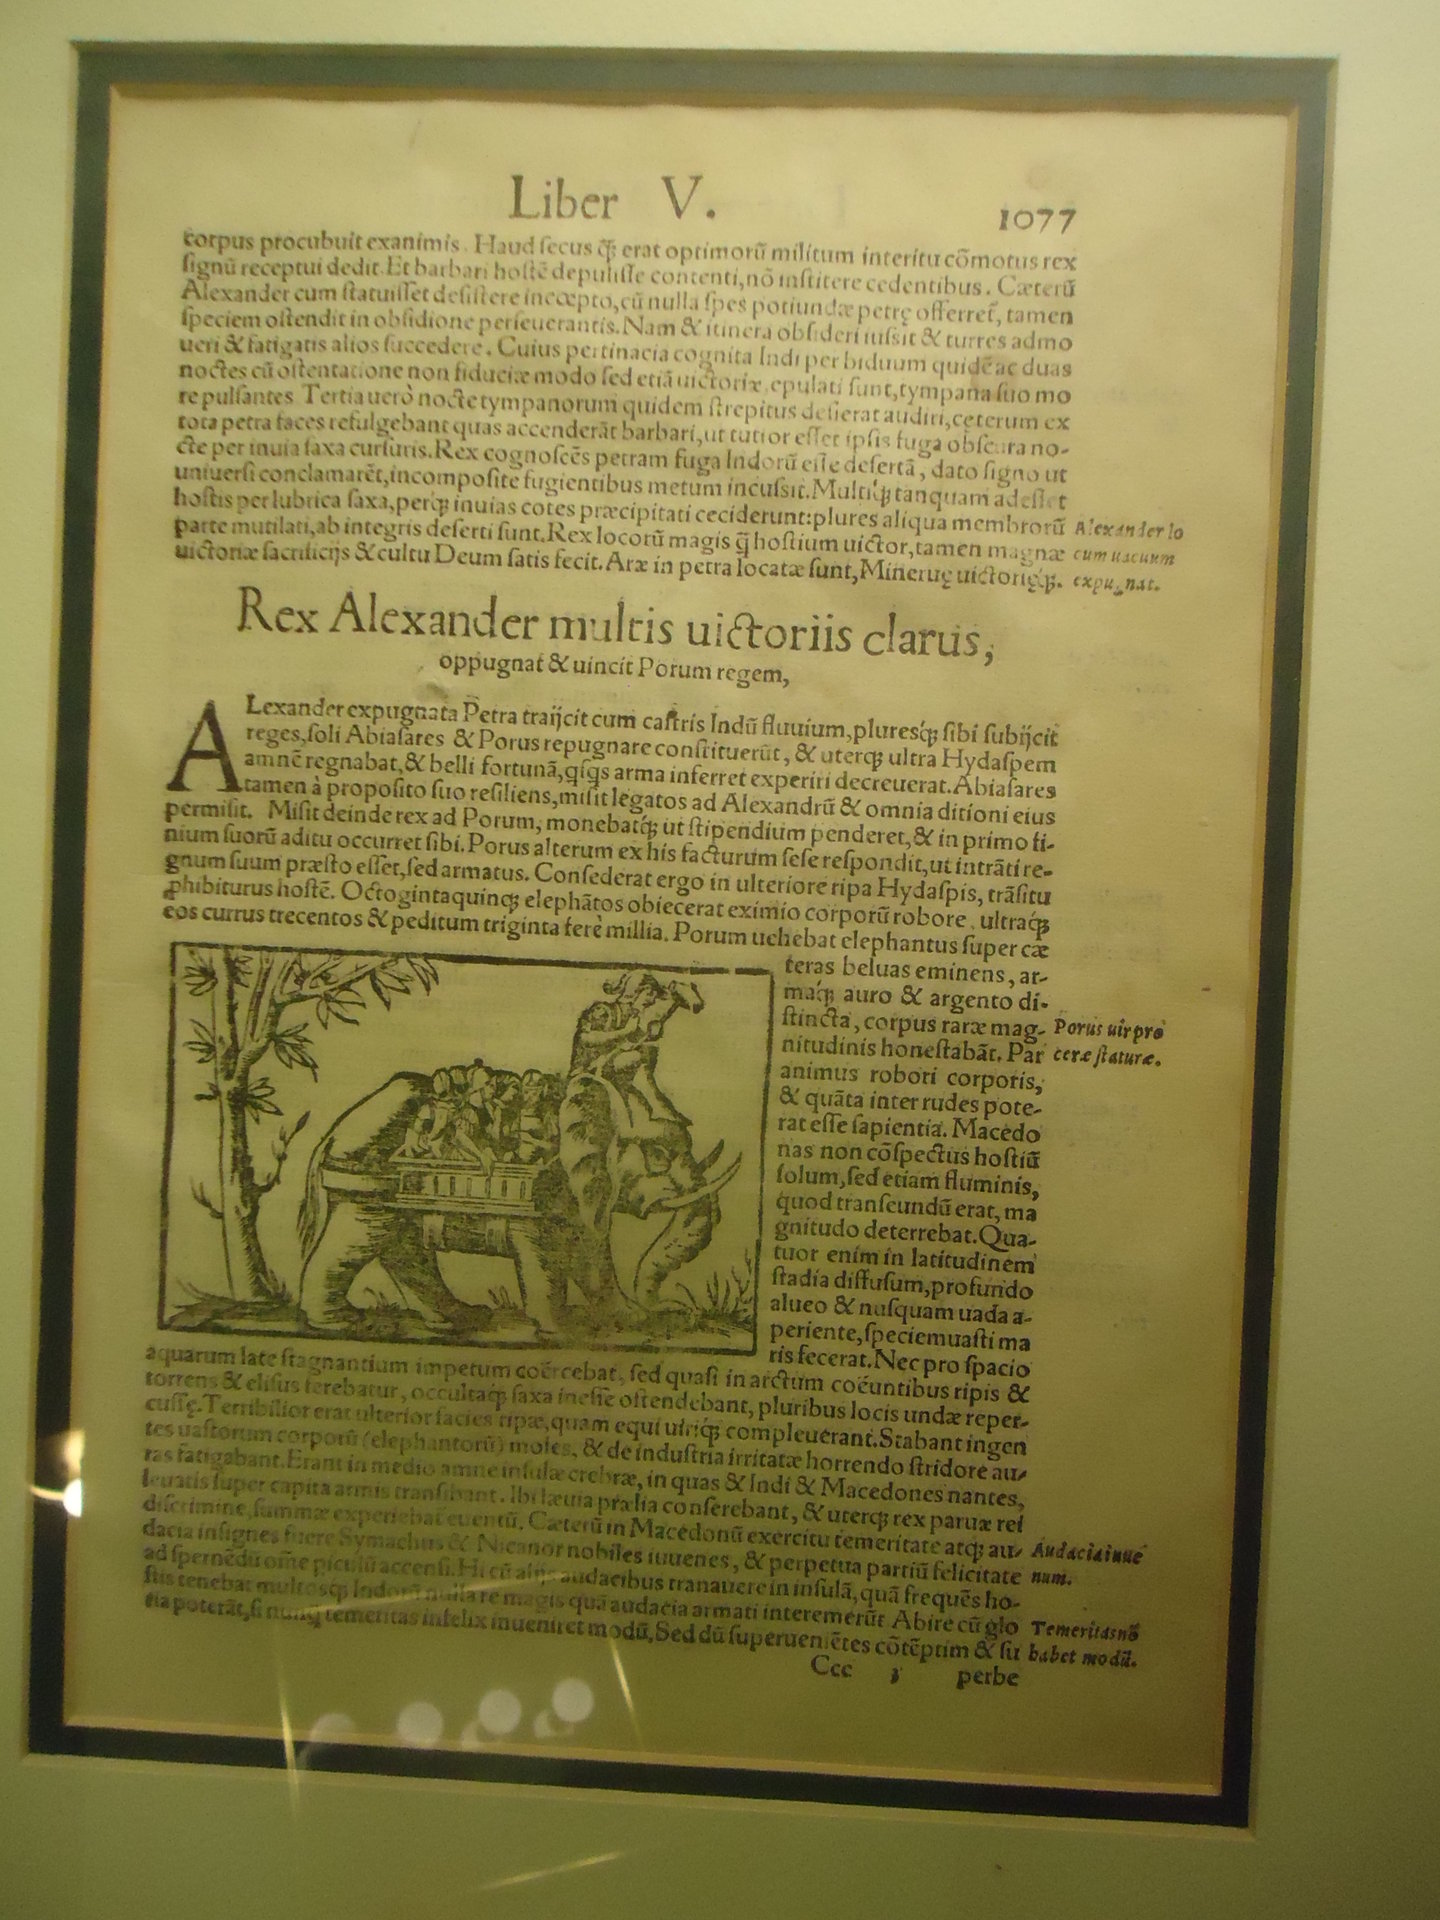 Liber V. 1077
corpus procubuit exanimis. Haud ſecus q̃; erat optimorũ militum interitu cõmotus rex
ſignũ receptui dedit. Et barbari hoſtẽ depuliſſe contenti, nõ inſtitere cedentibus. Cæterũ
Alexander cum ſtatuiſſet deſiſtere incœpto, cũ nulla ſpes potiundæ petrę offerret̃, tamen
ſpeciem oſtendit in obſidione perſeuerantis. Nam & itinera obſideri iuſsit & turres admo
ueri & fatigatis alios ſuccedere. Cuius pertinacia cognita Indi per biduum quidẽ ac duas
noctes cũ oſtentatione non fiduciæ modo ſed etiã uictoriæ epulati ſunt, tympana ſuo mo
re pulſantes Tertia uerò nocte tympanorum quidem ſtrepitus deſierat audiri, ceterum ex
tota petra faces refulgebant quas accenderãt barbari, ut tutior eſſet ipſis fuga obſcura no-
cte per inuia ſaxa curſuris. Rex cognoſcẽs petram fuga Indorũ eſſe deſertã, dato ſigno ut
uniuerſi conclamarẽt, incompoſite fugientibus metum incuſsit. Multiq́; tanquam adeſſet
hoſtis per lubrica ſaxa, perq́; inuias cotes præcipitati ceciderunt: plures aliqua membrorũ
Alexander lo
parte mutilati, ab integris deſerti ſunt. Rex locorũ magis q̃ hoſtium uictor, tamen magnæ
cum uacuum
uictoriæ ſacrificijs & cultu Deum ſatis fecit. Aræ in petra locatæ ſunt, Mineruę uictorięq́;.
expugnat.
Rex Alexander multis uictoriis clarus,
oppugnat & uincit Porum regem,
ALexander expugnata Petra traijcit cum caſtris Indũ fluuium, pluresq́; ſibi ſubijcit
reges, ſoli Abiaſares & Porus repugnare conſtituerũt, & uterq; ultra Hydaſpem
amnẽ regnabat, & belli fortunã, qſqs arma inferret experiri decreuerat. Abiaſares
tamen à propoſito ſuo reſiliens, miſit legatos ad Alexandrũ & omnia ditioni eius
permiſit. Miſit deinde rex ad Porum, monebatq́; ut ſtipendium penderet, & in primo fi-
nium ſuorũ aditu occurret ſibi. Porus alterum ex his facturum ſeſe reſpondit, ut intrãti re-
gnum ſuum præſto eſſet, ſed armatus. Conſederat ergo in ulteriore ripa Hydaſpis, trãſitu
ꝓhibiturus hoſtẽ. Octogintaquinq; elephãtos obiecerat eximio corporũ robore, ultraq́;
eos currus trecentos & peditum triginta ferè millia. Porum uehebat elephantus ſuper cæ
teras beluas eminens, ar-
maq́; auro & argento di-
ſtincta, corpus raræ mag-
Porus uir pro
nitudinis honeſtabãt. Par
ceræ ſtaturæ.
animus robori corporis,
& quãta inter rudes pote-
rat eſſe ſapientia. Macedo
nas non cõſpectus hoſtiũ
ſolum, ſed etiam fluminis,
quod tranſeundũ erat, ma
gnitudo deterrebat. Qua-
tuor enim in latitudinem
ſtadia diffuſum, profundo
alueo & nuſquam uada a-
periente, ſpeciem uaſti ma
ris fecerat. Nec pro ſpacio
aquarum late ſtagnantium impetum coërcebat, ſed quaſi in arctum coëuntibus ripis &
torrens & eliſus ferebatur, occultaq; ſaxa ineſſe oſtendebant, pluribus locis undæ reper-
cuſſę. Terribilior erat ulterior facies ripæ, quam equi uiriq́; compleuerant. Stabant ingen
tes uaſtorum corporũ (elephantorũ) moles, & de induſtria irritatæ horrendo ſtridore au-
ras fatigabant. Erant in medio amne inſulæ crebræ, in quas & Indi & Macedones nantes,
leuatis ſuper capita armis tranſibant. Ibi læuia prælia conſerebant, & uterq; rex paruæ rei
diſcrimine, ſummæ experiebat euentũ. Cæterũ in Macedonũ exercitu temeritate atq; au-
Audacia iuue
dacia inſignes fuere Symachus & Nicanor nobiles iuuenes, & perpetua partiũ felicitate
num.
ad ſpernẽdũ om̃e piculũ accenſi. Hi cũ alijs audacibus tranauere in inſulã, quã frequẽs ho-
ſtis tenebat multosq; Indorũ nulla re magis quã audacia armati interemerũt Abire cũ glo
Temeritas nõ
ria poterãt, ſi nunq̃ temeritas infelix inueniret modũ, Sed dũ ſuperueniẽtes cõtẽptim & ſu
habet modũ.
Ccc 3 perbe